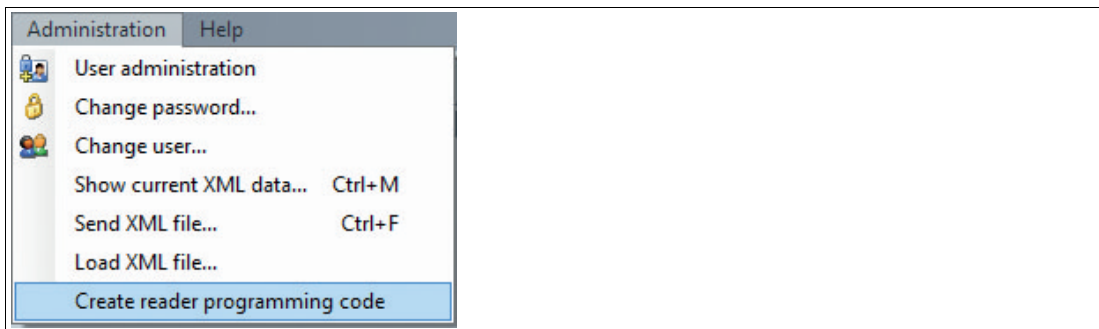 Administration Help
User administration
Change password...
Change user...
Show current XML data... Ctrl+M
Send XML file... Ctrl+F
Load XML file...
Create reader programming code